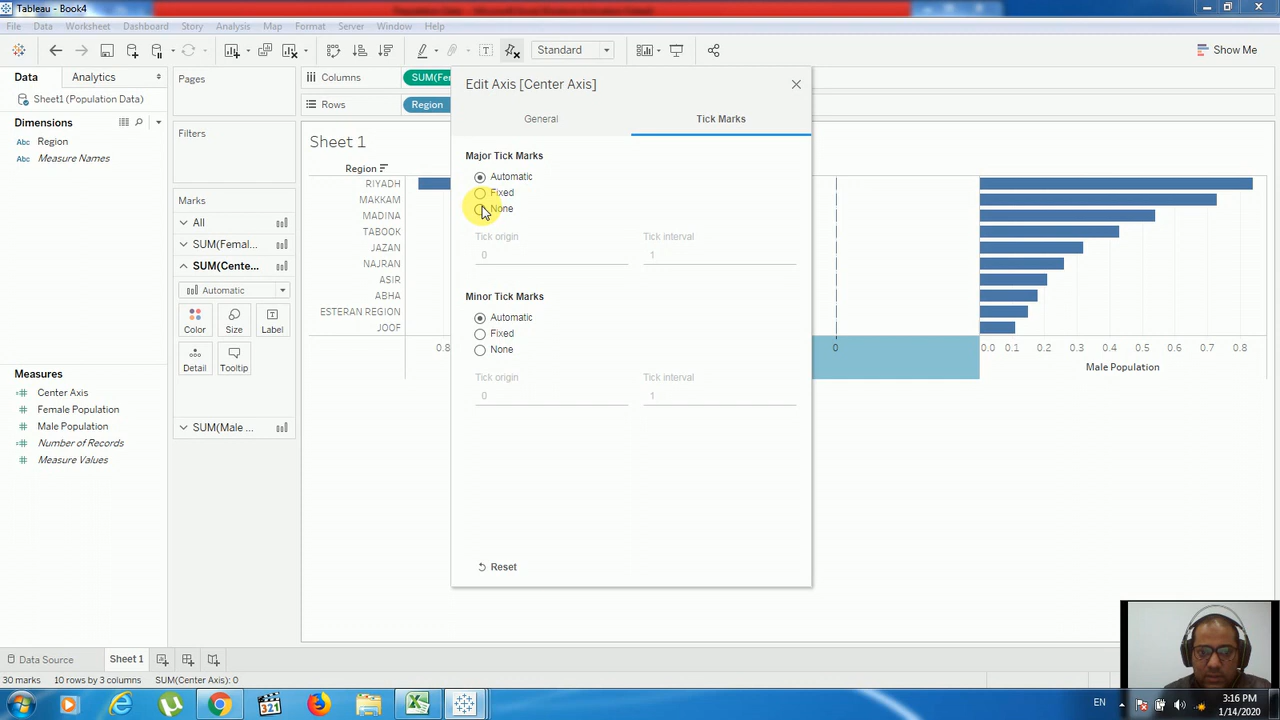 Tableau - Book4
File Data Worksheet Dashboard Story Analysis Map Format Server Window Help
Standard
Show Me
Data Analytics
Sheet1 (Population Data)
Dimensions
Abc Region
Abc Measure Names
Measures
Center Axis
Female Population
Male Population
Number of Records
Measure Values
Pages
Filters
Marks
All
SUM(Femal..
SUM(Cente..
Automatic
Color Size Label
Detail Tooltip
SUM(Male ...
Columns SUM(Fe
Rows Region
Sheet 1
Region
RIYADH
MAKKAM
MADINA
TABOOK
JAZAN
NAJRAN
ASIR
ABHA
ESTERAN REGION
JOOF
0.8
Edit Axis [Center Axis]
General Tick Marks
Major Tick Marks
Automatic
Fixed
None
Tick origin Tick interval
0 1
Minor Tick Marks
Automatic
Fixed
None
Tick origin Tick interval
0 1
Reset
0
0.0 0.1 0.2 0.3 0.4 0.5 0.6 0.7 0.8
Male Population
Data Source Sheet 1
30 marks 10 rows by 3 columns SUM(Center Axis): 0
321
EN
3:16 PM
1/14/2020